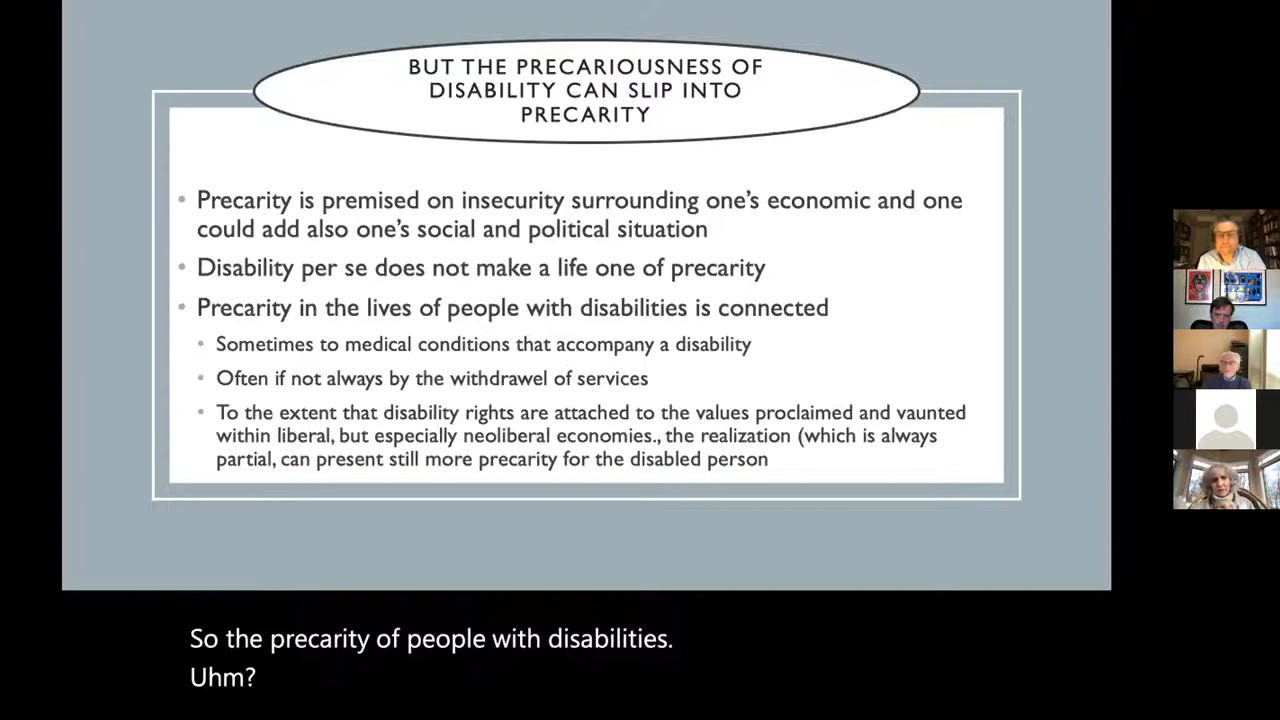 BUT THE PRECARIOUSNESS OF
DISABILITY CAN SLIP INTO
PRECARITY
• Precarity is premised on insecurity surrounding one's economic and one
could add also one's social and political situation
• Disability per se does not make a life one of precarity
• Precarity in the lives of people with disabilities is connected
• Sometimes to medical conditions that accompany a disability
• Often if not always by the withdrawel of services
• To the extent that disability rights are attached to the values proclaimed and vaunted
within liberal, but especially neoliberal economies., the realization (which is always
partial, can present still more precarity for the disabled person
So the precarity of people with disabilities.
Uhm?